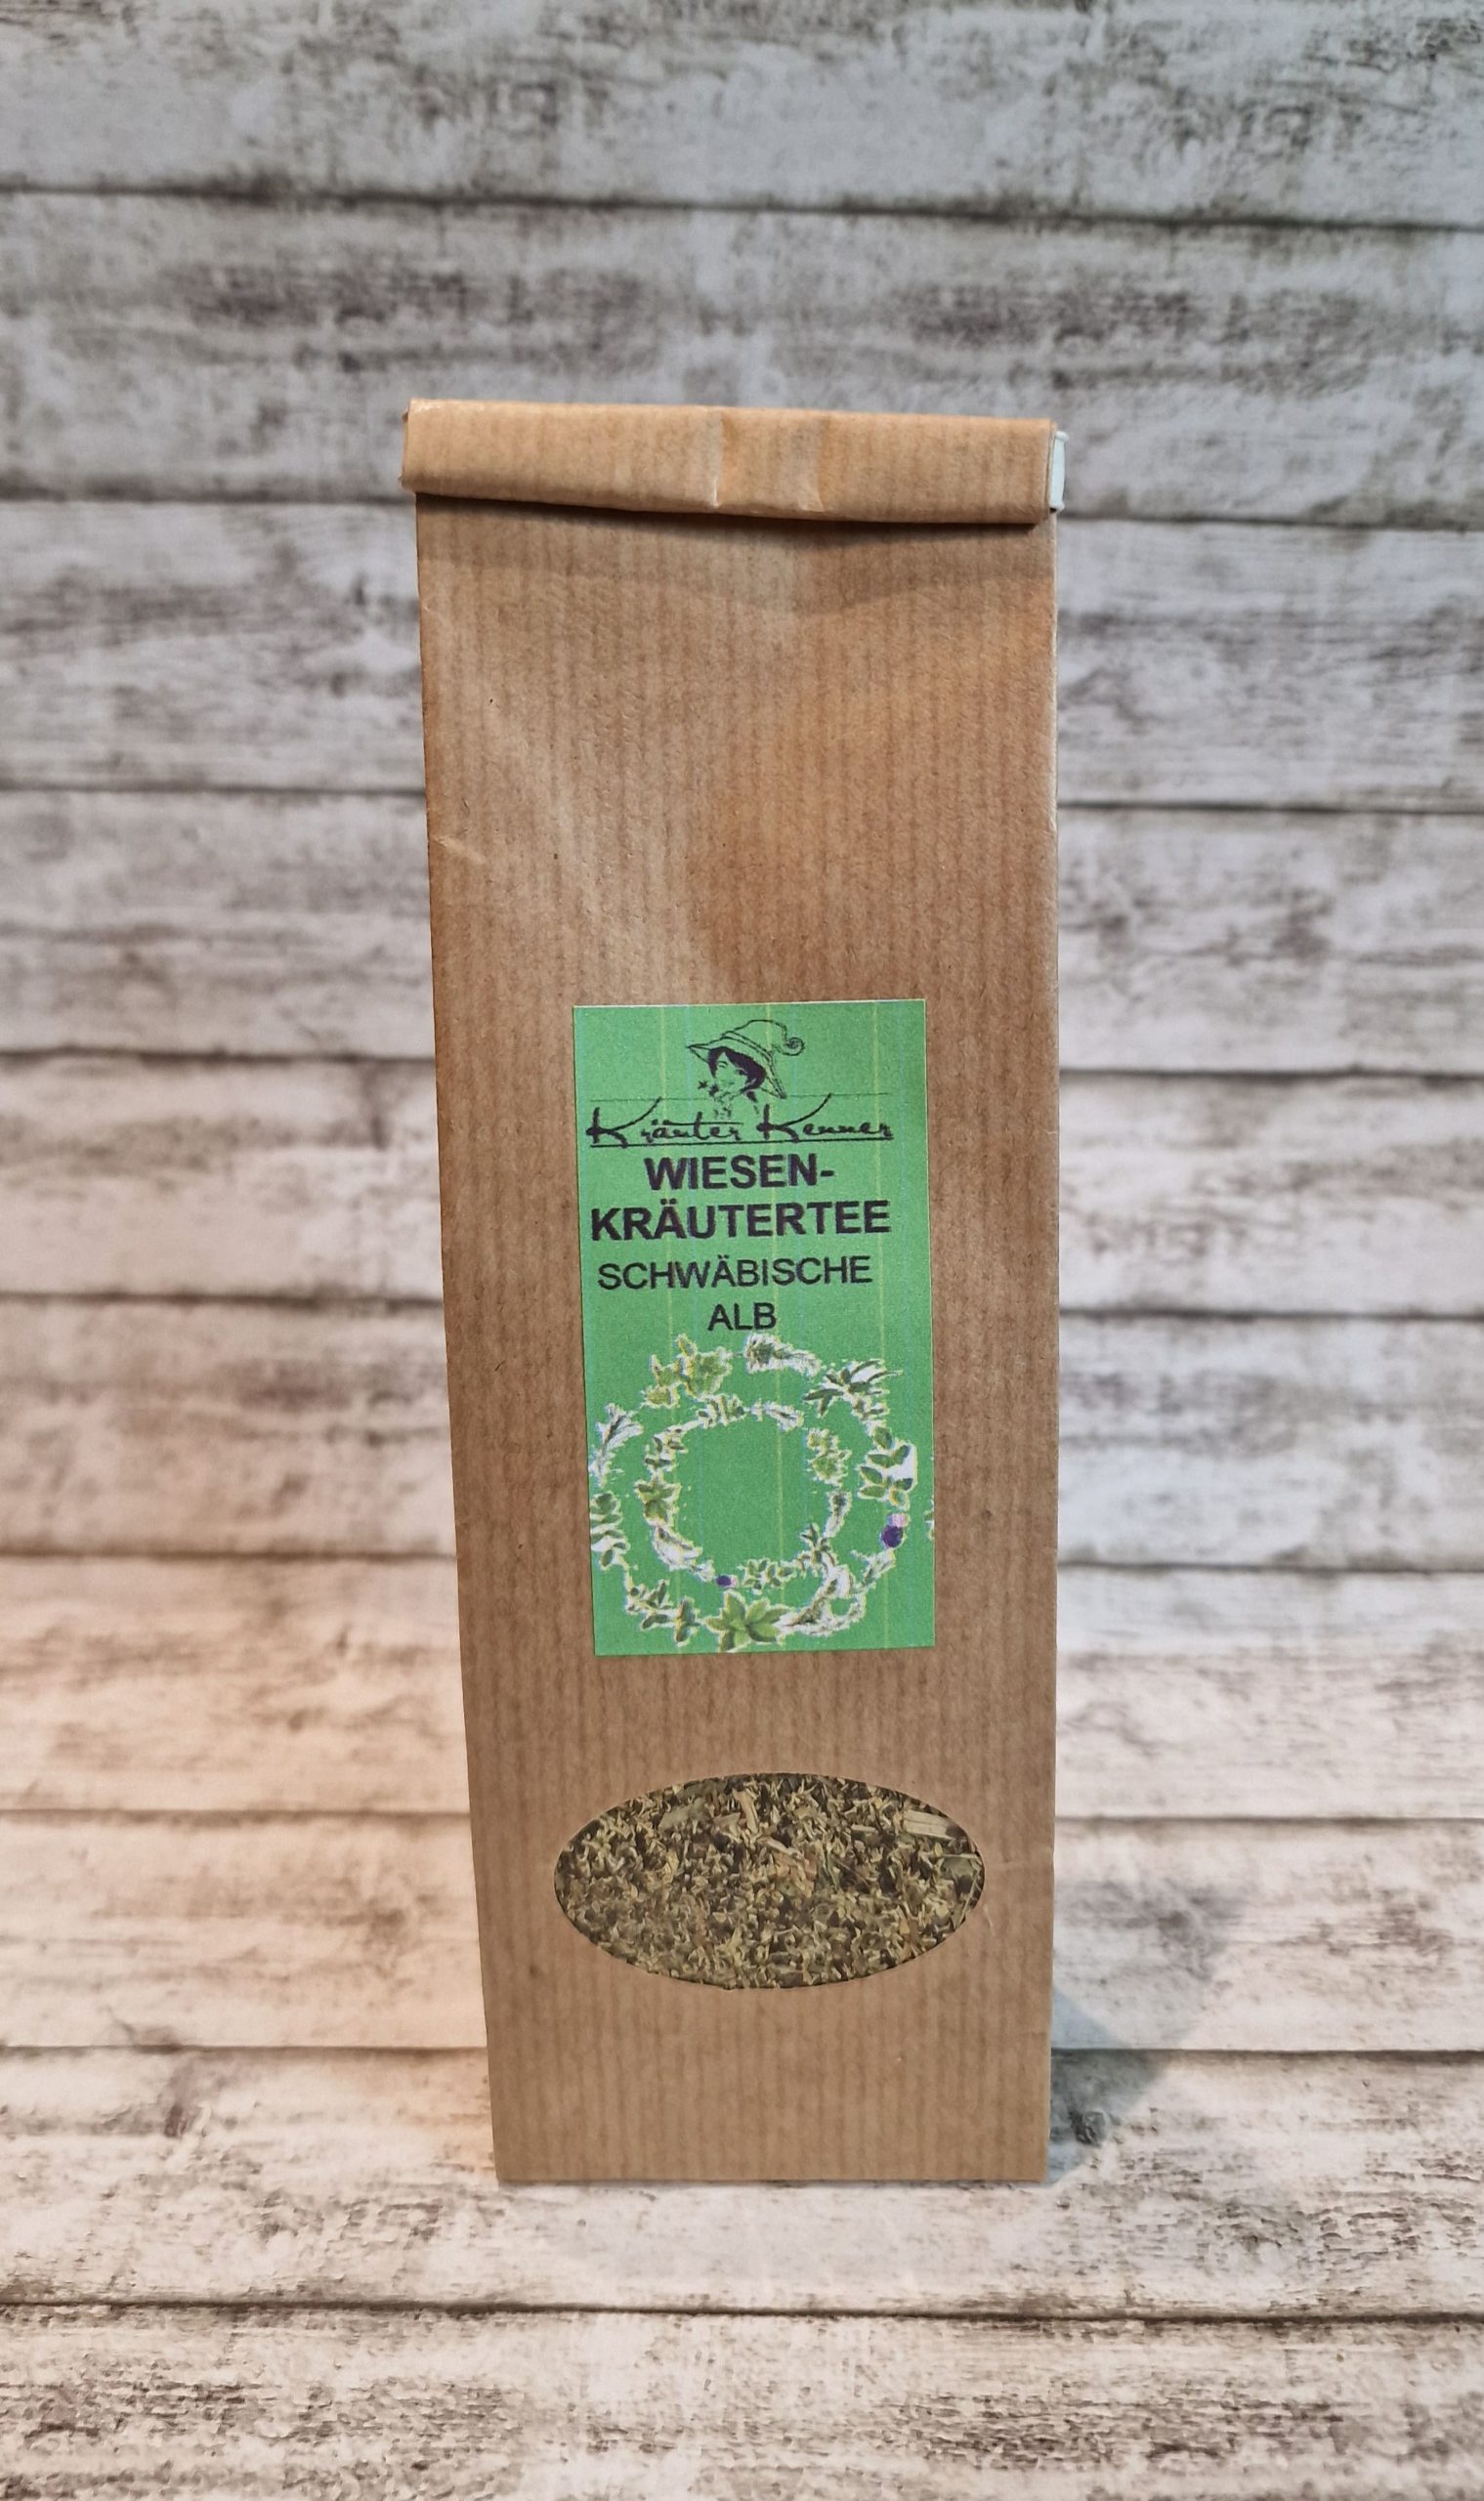 Kräuter Kenner
WIESEN-
KRÄUTERTEE
SCHWÄBISCHE
ALB